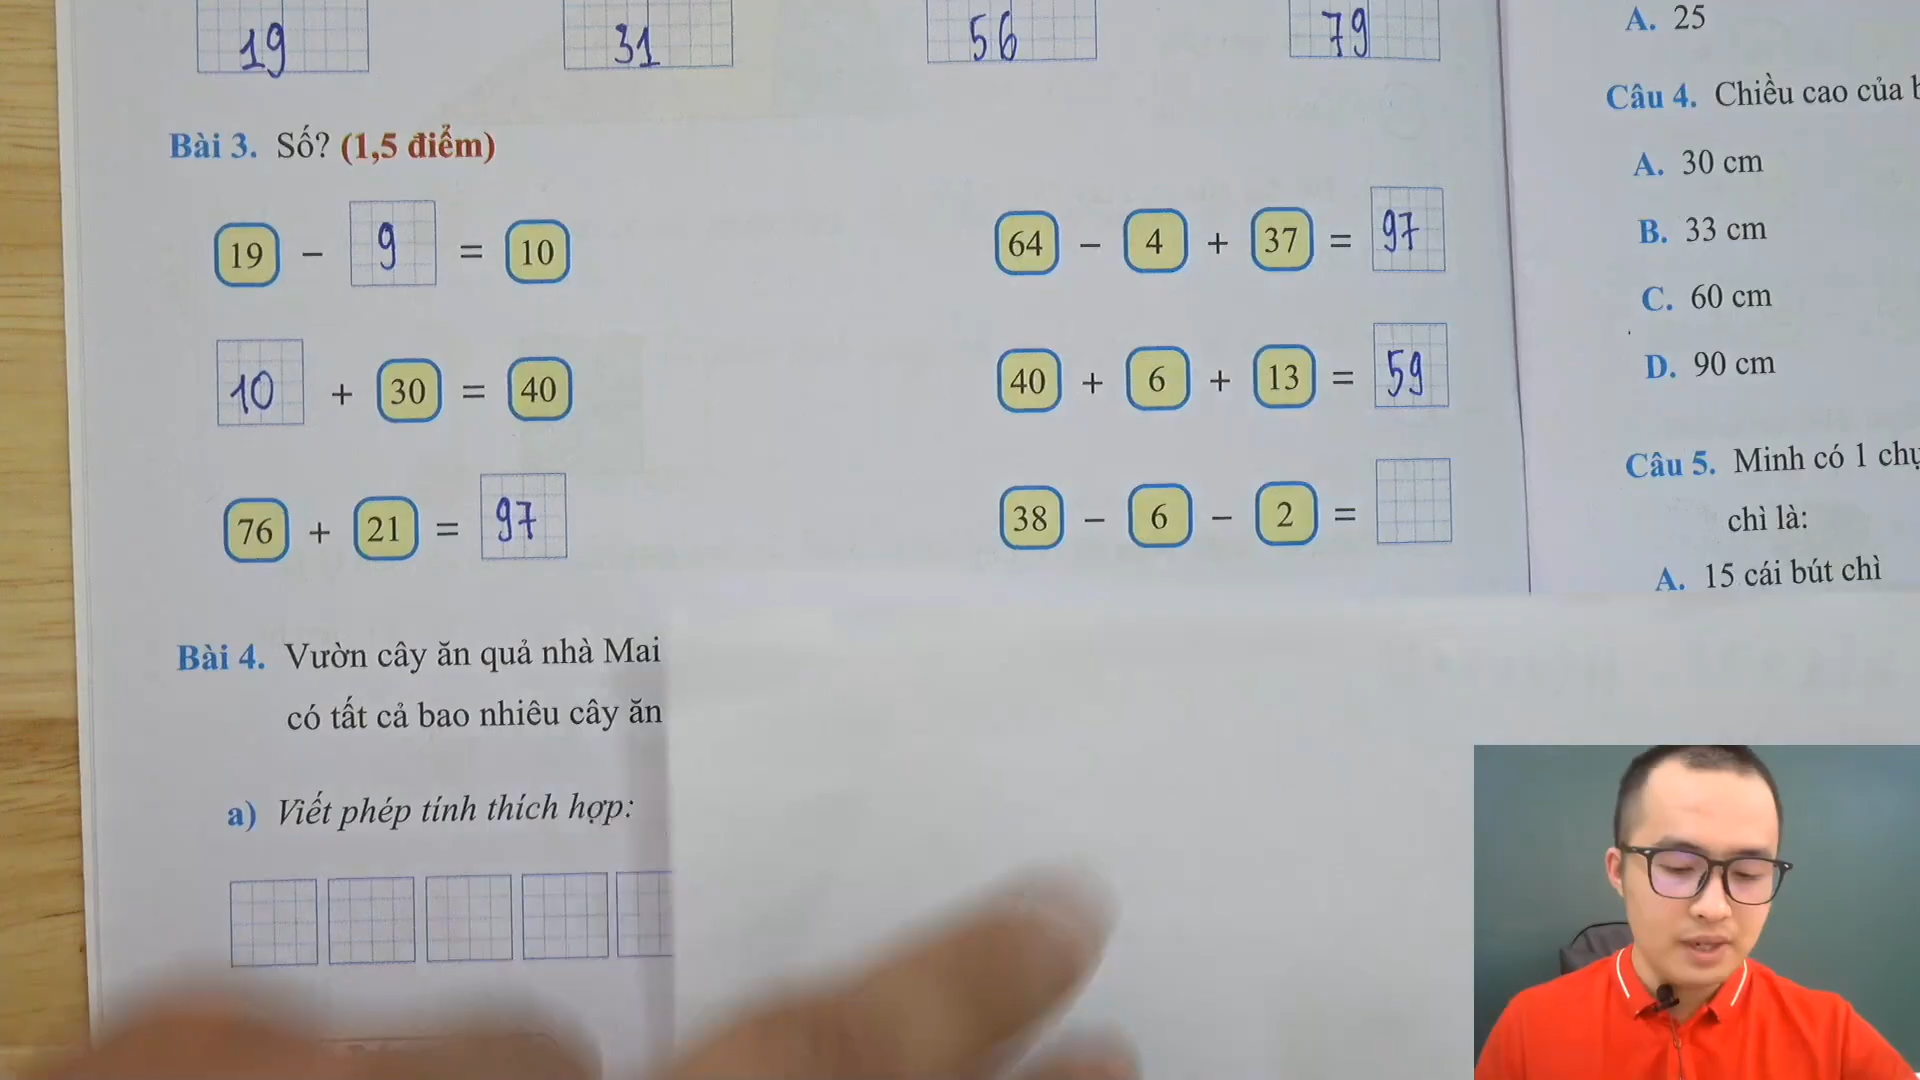 19 31 56 79
Bài 3. Số? (1,5 điểm)
19 - 9 = 10
64 - 4 + 37 = 97
10 + 30 = 40
40 + 6 + 13 = 59
76 + 21 = 97
38 - 6 - 2 =
Bài 4. Vườn cây ăn quả nhà Mai
có tất cả bao nhiêu cây ăn
a) Viết phép tính thích hợp:
A. 25
Câu 4. Chiều cao của
A. 30 cm
B. 33 cm
C. 60 cm
D. 90 cm
Câu 5. Minh có 1
chì là:
A. 15 cái bút chì